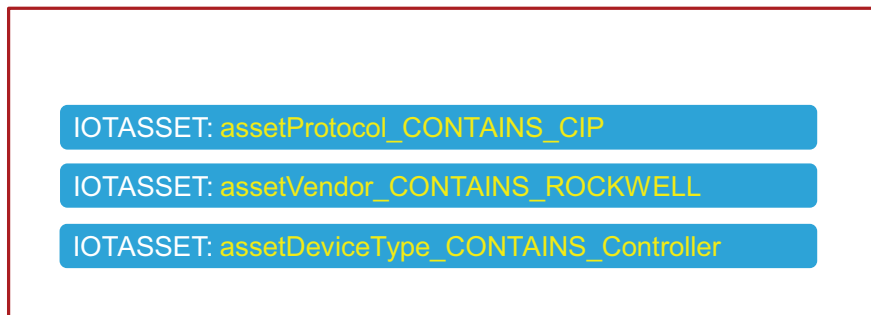 IOTASSET: assetProtocol_CONTAINS_CIP
IOTASSET: assetVendor_CONTAINS_ROCKWELL
IOTASSET: assetDeviceType_CONTAINS_Controller